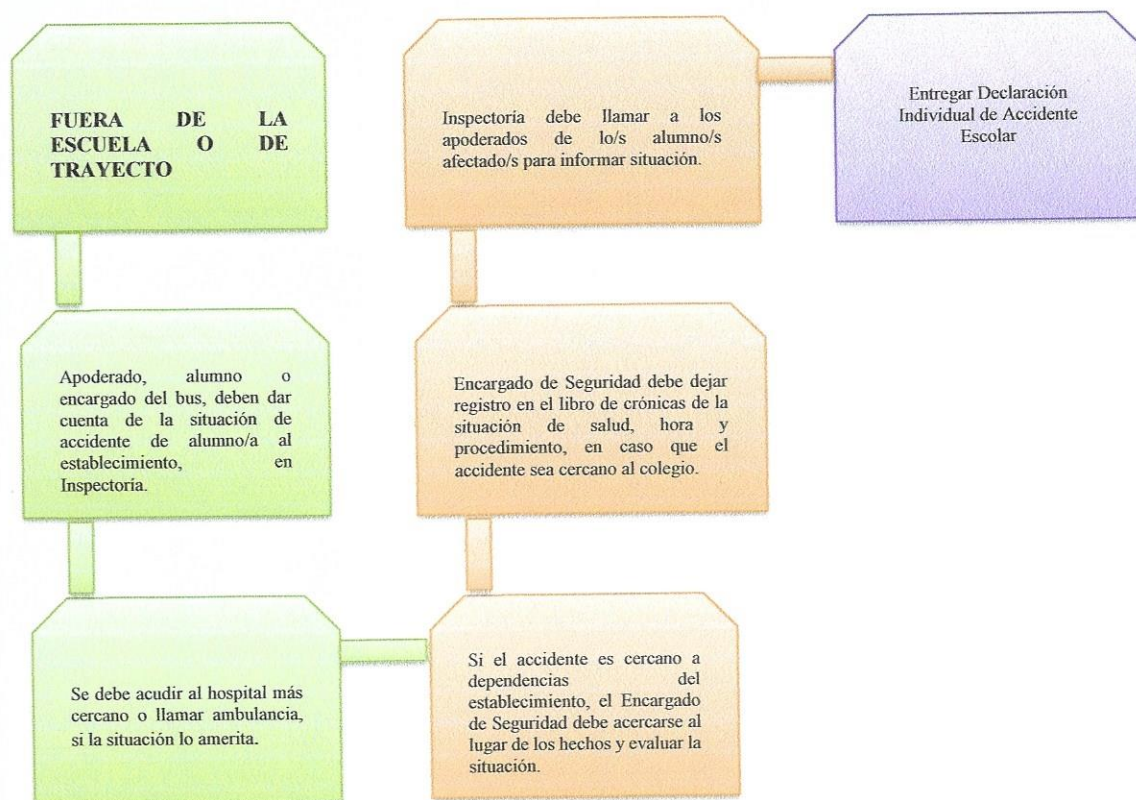 FUERA DE LA
ESCUELA O DE
TRAYECTO
Apoderado, alumno o
encargado del bus, deben dar
cuenta de la situación de
accidente de alumno/a al
establecimiento, en
Inspectoría.
Se debe acudir al hospital más
cercano o llamar ambulancia,
si la situación lo amerita.
Si el accidente es cercano a
dependencias del
establecimiento, el Encargado
de Seguridad debe acercarse al
lugar de los hechos y evaluar la
situación.
Encargado de Seguridad debe dejar
registro en el libro de crónicas de la
situación de salud, hora y
procedimiento, en caso que el
accidente sea cercano al colegio.
Inspectoría debe llamar a los
apoderados de lo/s alumno/s
afectado/s para informar situación.
Entregar Declaración
Individual de Accidente
Escolar